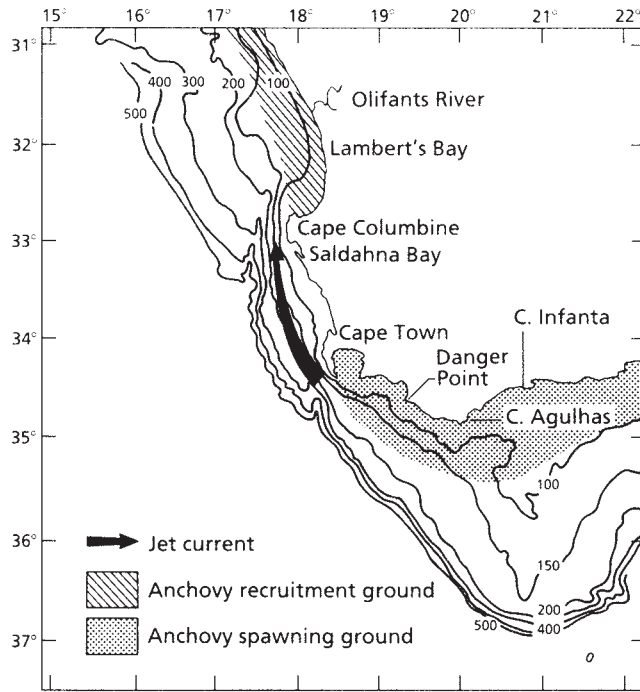 15° 16° 17° 18° 19° 20° 21° 22°
31°
400 300 200 100
500
Olifants River
32°
Lambert's Bay
Cape Columbine
33°
Saldahna Bay
34°
Cape Town
C. Infanta
Danger
Point
C. Agulhas
35°
100
Jet current
36°
150
Anchovy recruitment ground
200
500 400
Anchovy spawning ground
37°
0